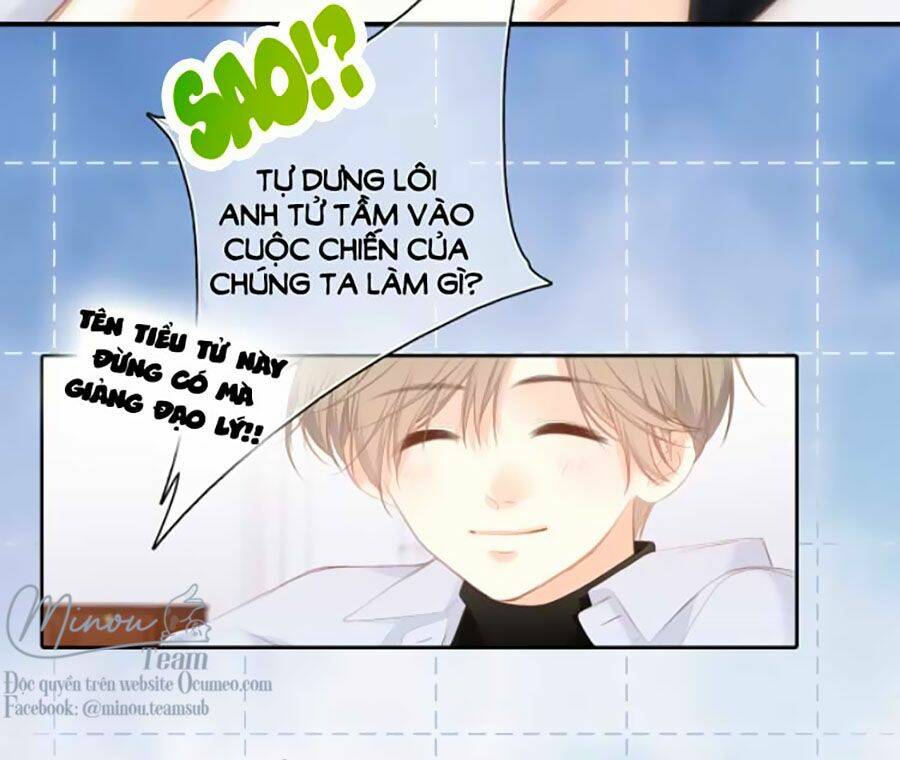 SAO!?
TỰ DƯNG LÔI
ANH TỬ TẦM VÀO
CUỘC CHIẾN CỦA
CHÚNG TA LÀM GÌ?
TÊN TIỂU TỬ NÀY
ĐỪNG CÓ MÀ
GIẢNG ĐẠO LÝ!!
Minou
Team
Độc quyền trên website Ocumeo.com
Facebook: @minou.teamsub